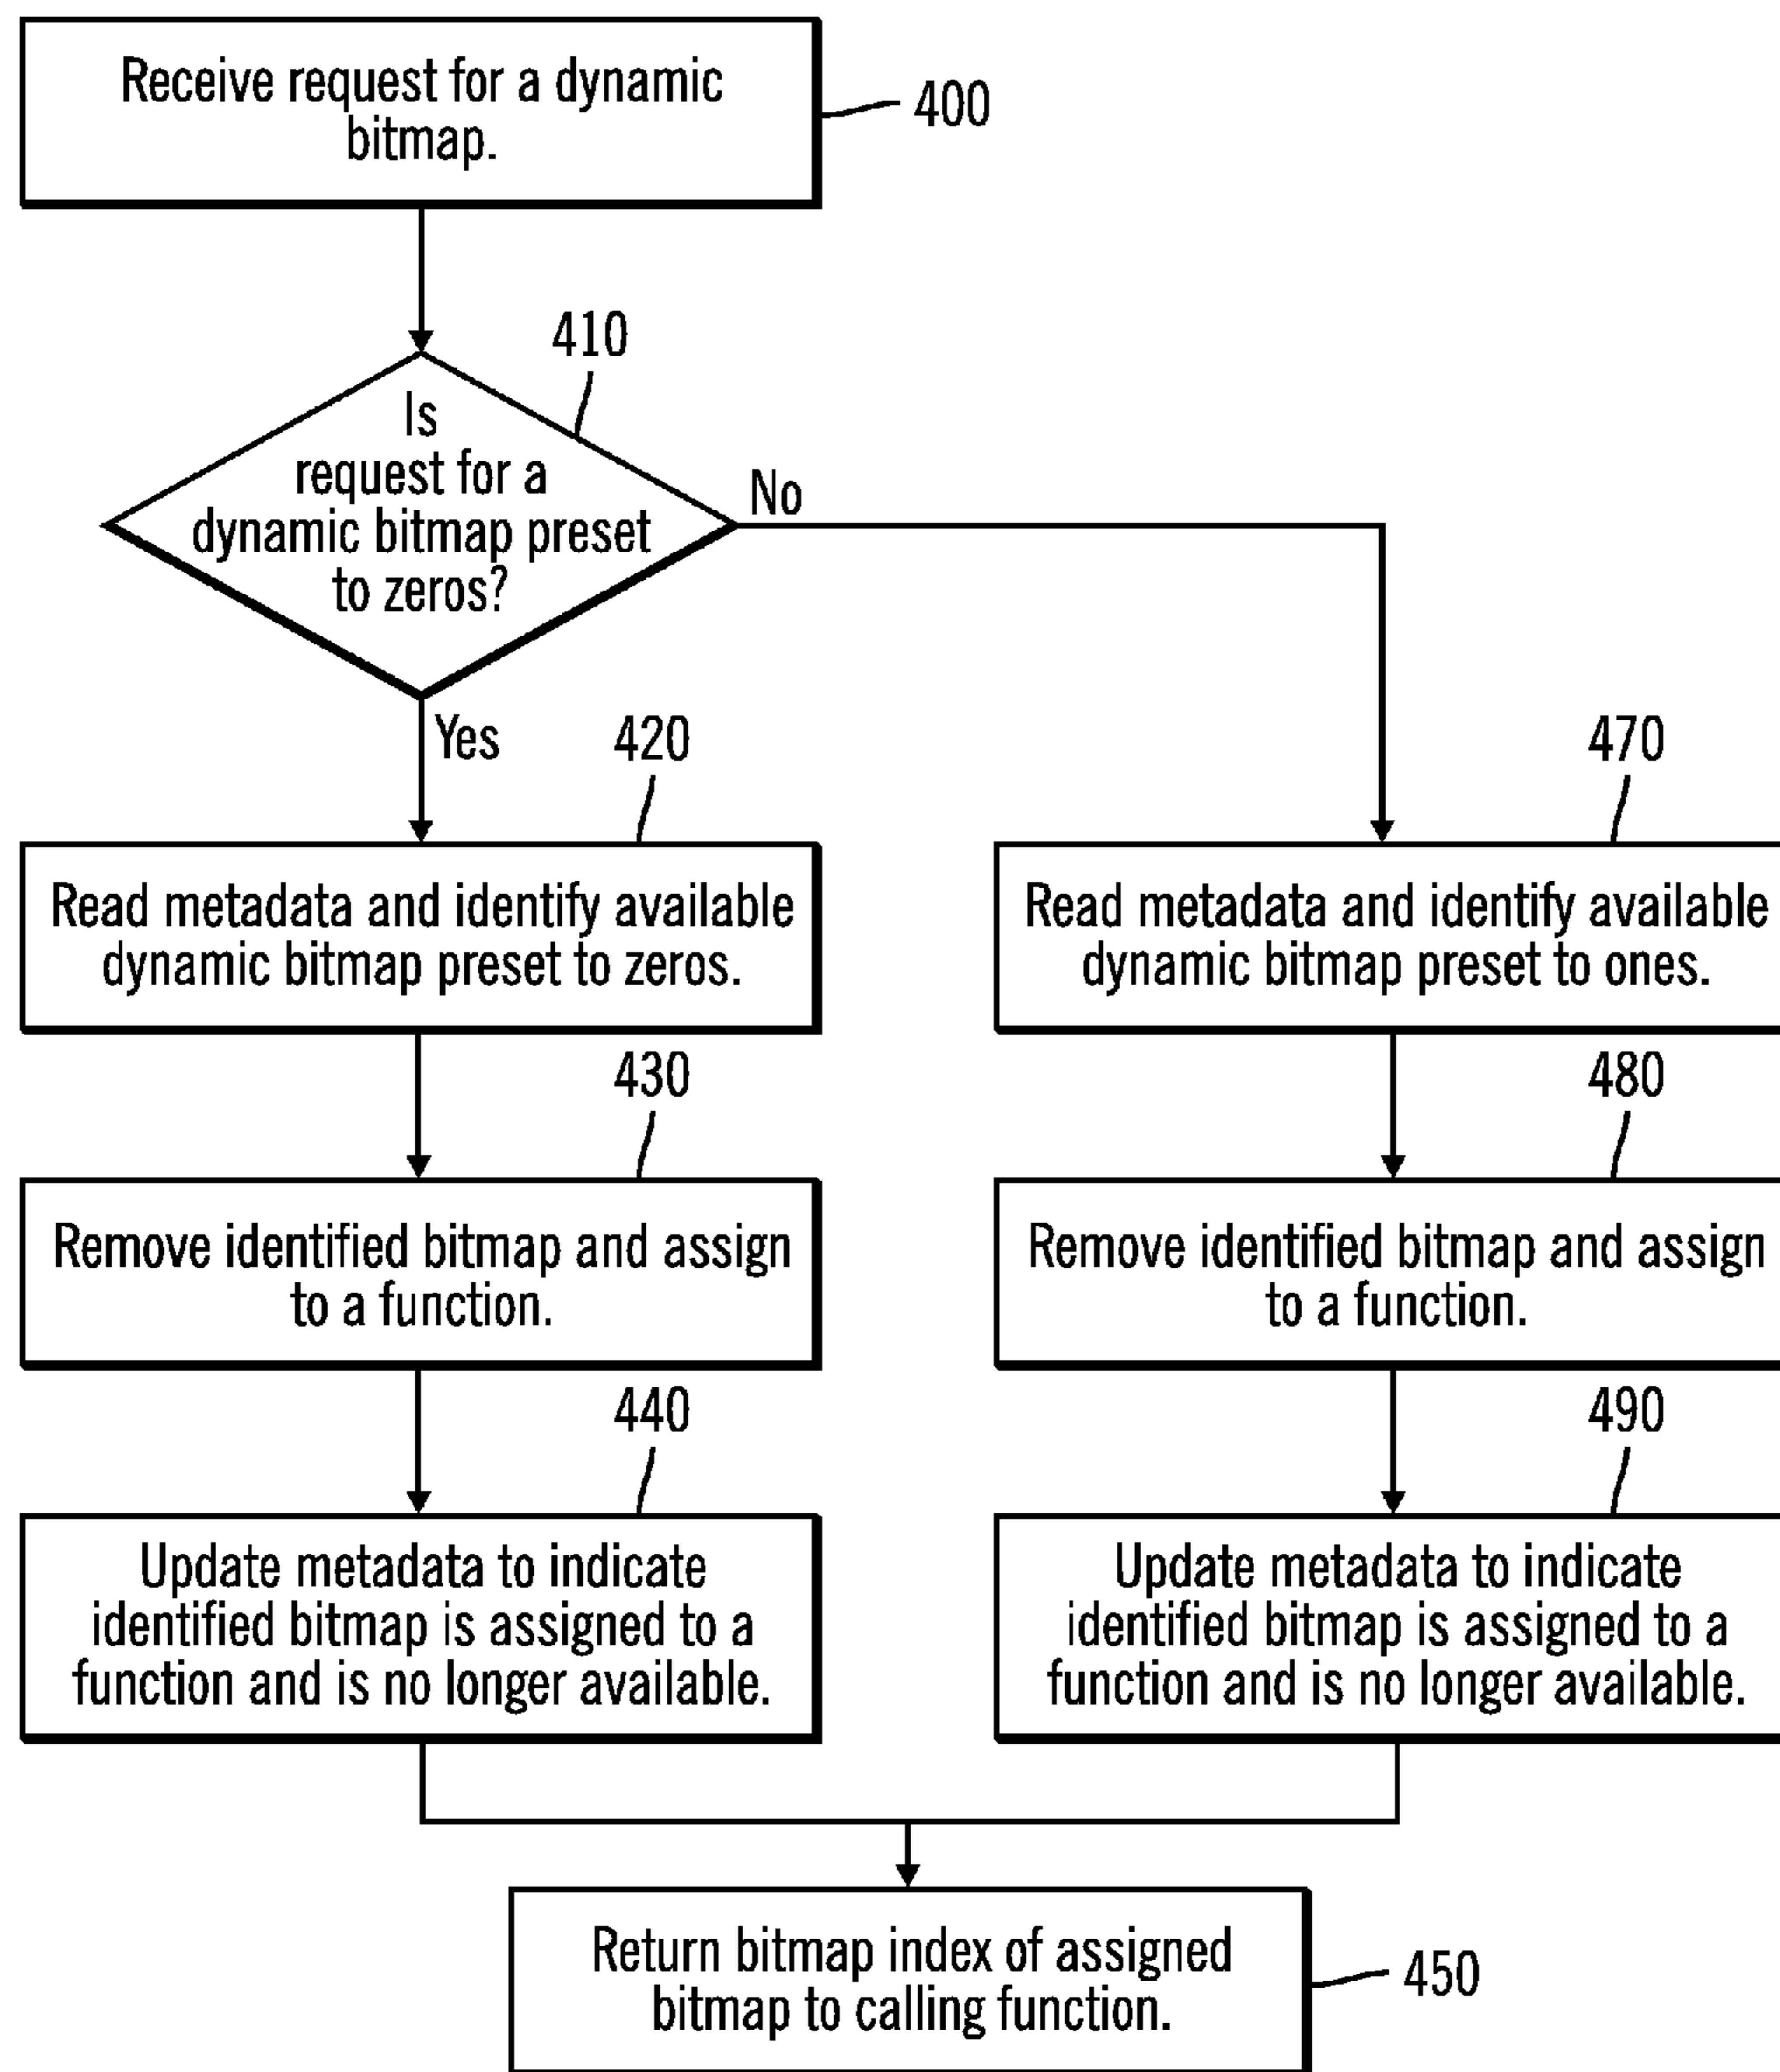 Receive request for a dynamic
bitmap.
400
410
Is
request for a
dynamic bitmap preset
to zeros?
No
Yes
420
Read metadata and identify available
dynamic bitmap preset to zeros.
430
Remove identified bitmap and assign
to a function.
440
Update metadata to indicate
identified bitmap is assigned to a
function and is no longer available.
470
Read metadata and identify available
dynamic bitmap preset to ones.
480
Remove identified bitmap and assign
to a function.
490
Update metadata to indicate
identified bitmap is assigned to a
function and is no longer available.
Return bitmap index of assigned
bitmap to calling function.
450